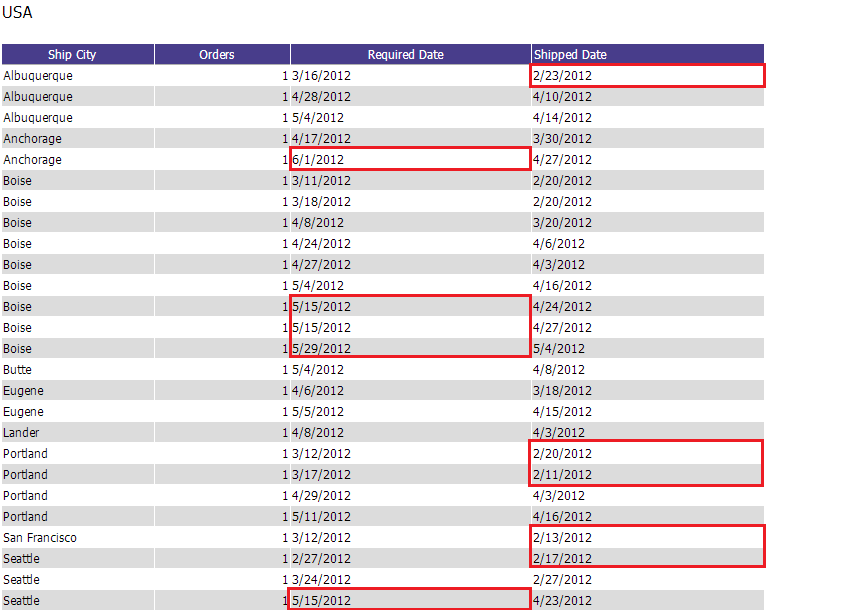 USA
Ship City Orders Required Date Shipped Date
Albuquerque 1 3/16/2012 2/23/2012
Albuquerque 1 4/28/2012 4/10/2012
Albuquerque 1 5/4/2012 4/14/2012
Anchorage 1 4/17/2012 3/30/2012
Anchorage 1 6/1/2012 4/27/2012
Boise 1 3/11/2012 2/20/2012
Boise 1 3/18/2012 2/20/2012
Boise 1 4/8/2012 3/20/2012
Boise 1 4/24/2012 4/6/2012
Boise 1 4/27/2012 4/3/2012
Boise 1 5/4/2012 4/16/2012
Boise 1 5/15/2012 4/24/2012
Boise 1 5/15/2012 4/27/2012
Boise 1 5/29/2012 5/4/2012
Butte 1 5/4/2012 4/8/2012
Eugene 1 4/6/2012 3/18/2012
Eugene 1 5/5/2012 4/15/2012
Lander 1 4/8/2012 4/3/2012
Portland 1 3/12/2012 2/20/2012
Portland 1 3/17/2012 2/11/2012
Portland 1 4/29/2012 4/3/2012
Portland 1 5/11/2012 4/16/2012
San Francisco 1 3/12/2012 2/13/2012
Seattle 1 2/27/2012 2/17/2012
Seattle 1 3/24/2012 2/27/2012
Seattle 1 5/15/2012 4/23/2012